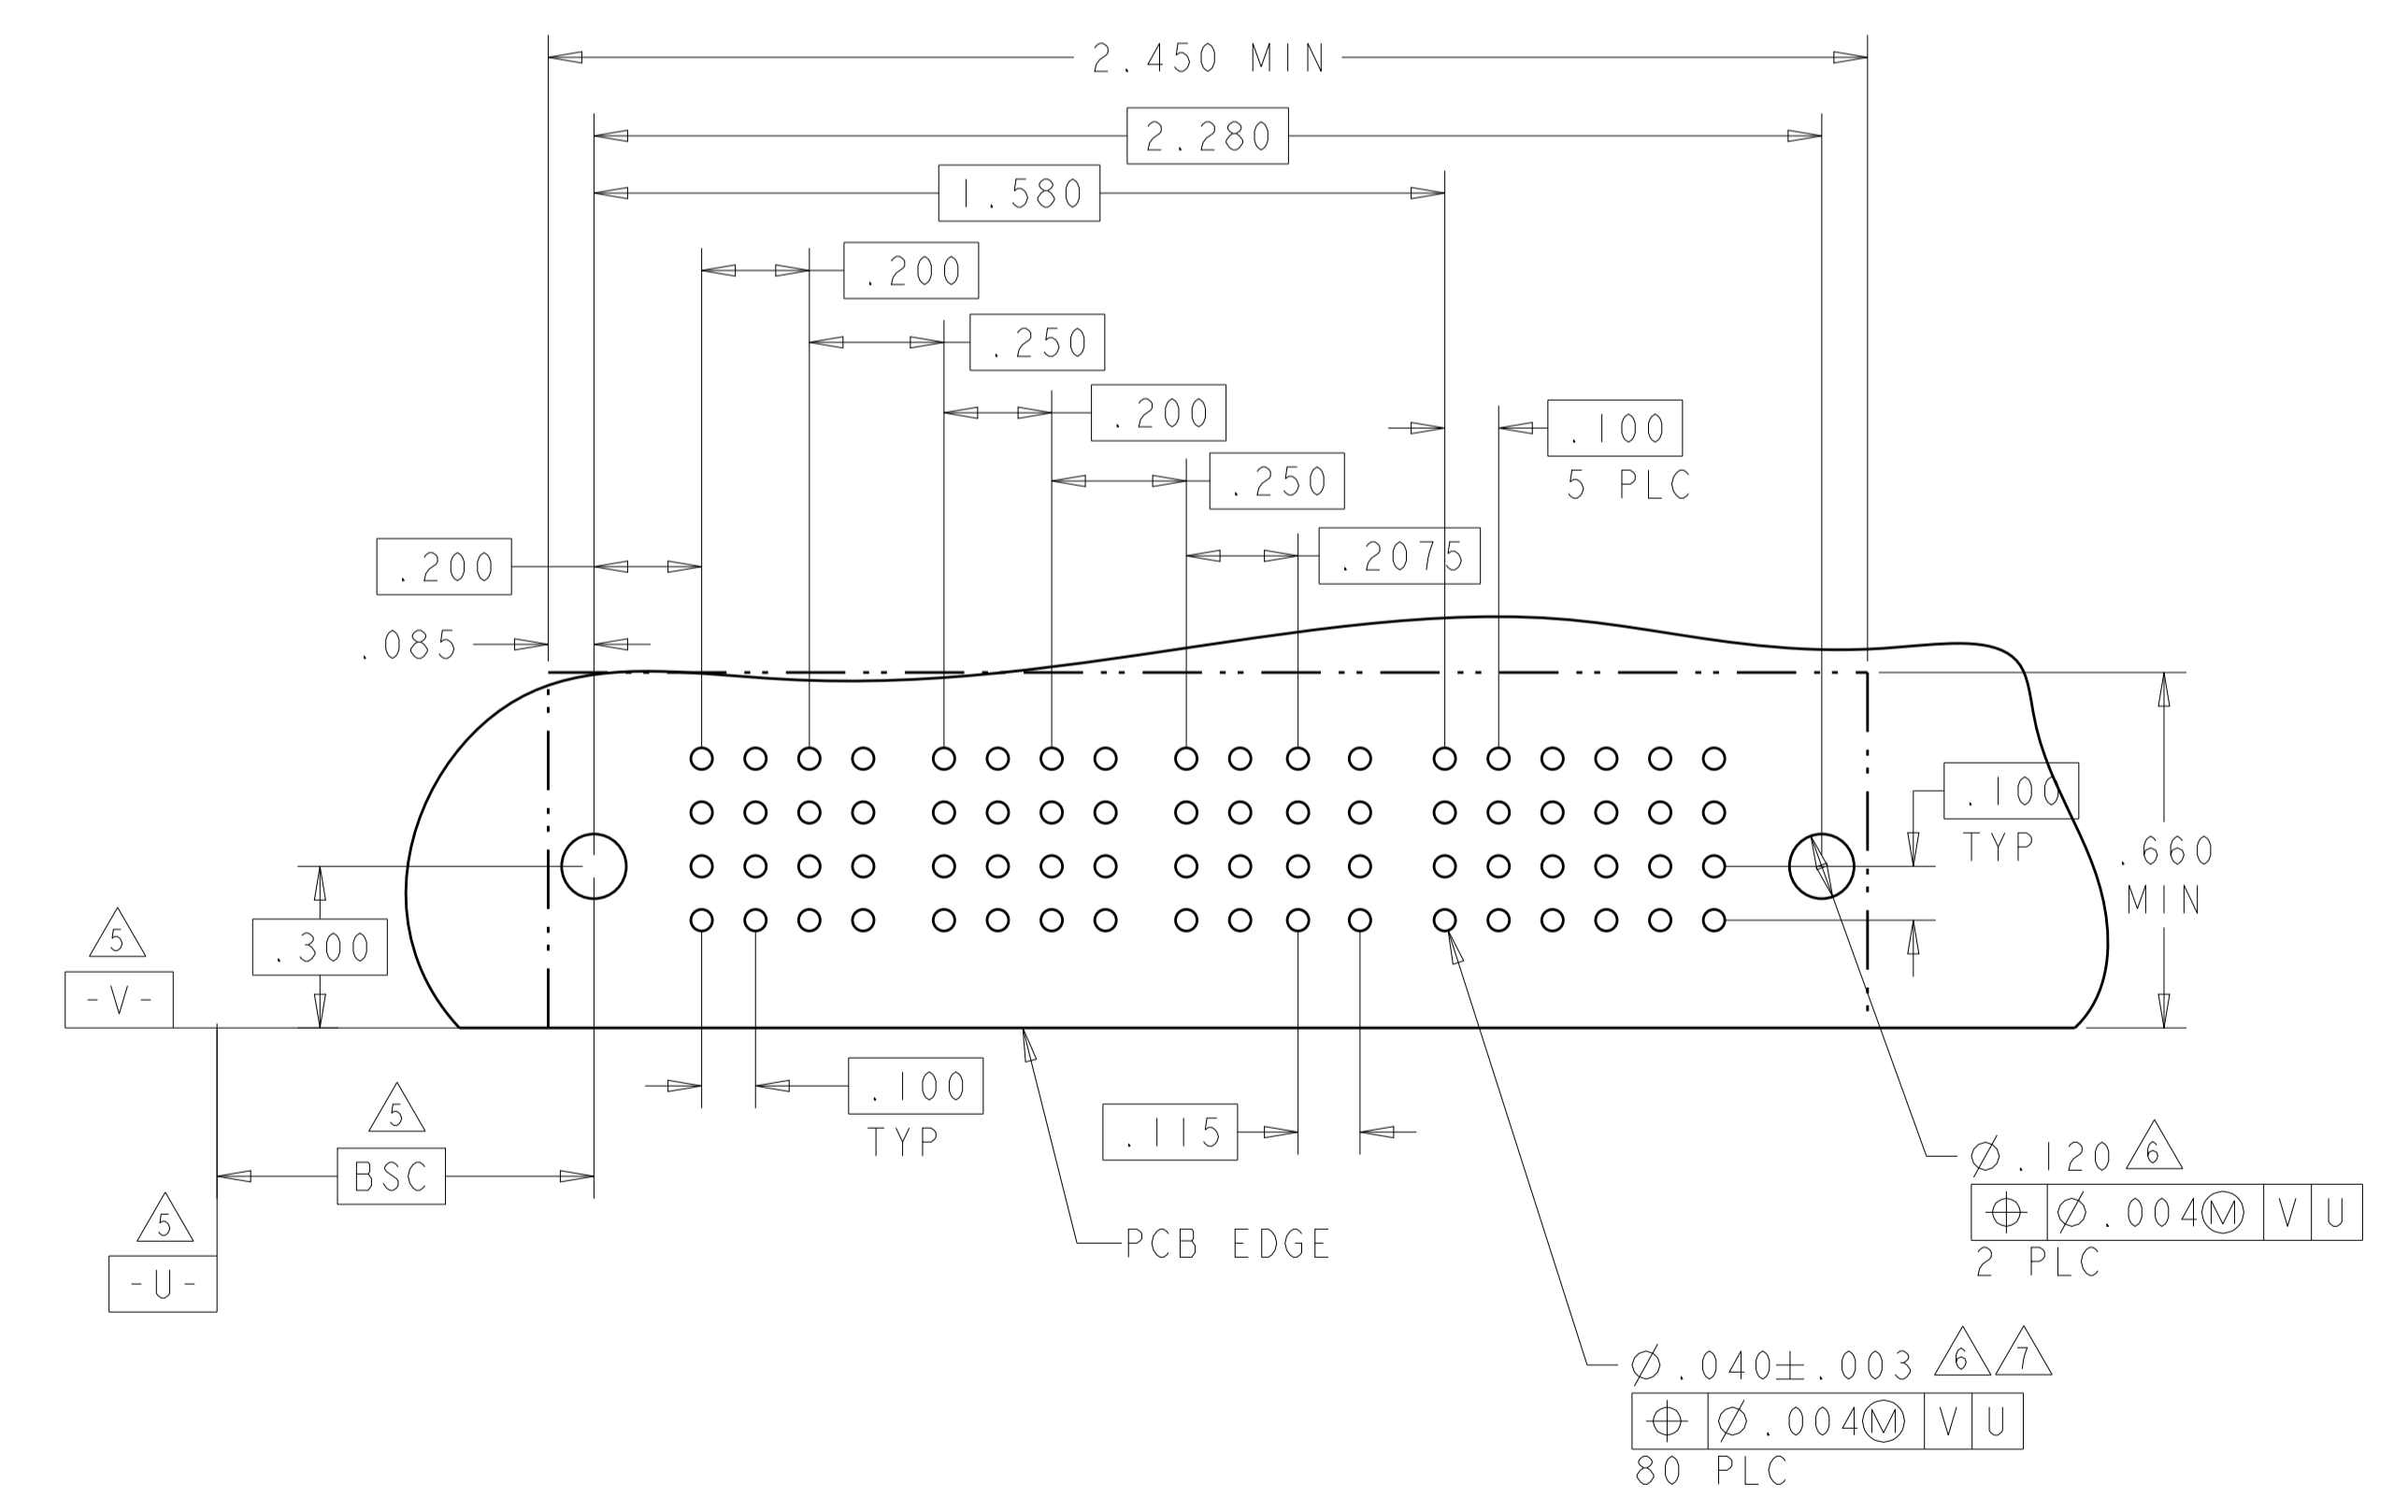 2.450 MIN
2.280
1.580
.200
.250
.200
.100
5 PLC
.250
.2075
.200
.085
.100
TYP
.660
MIN
.300
5
-V-
.100
TYP
.115
5
BSC
5
-U-
PCB EDGE
Ø.120 6
⌖ Ø.004Ⓜ V U
2 PLC
Ø.040±.003 6 7
⌖ Ø.004Ⓜ V U
80 PLC